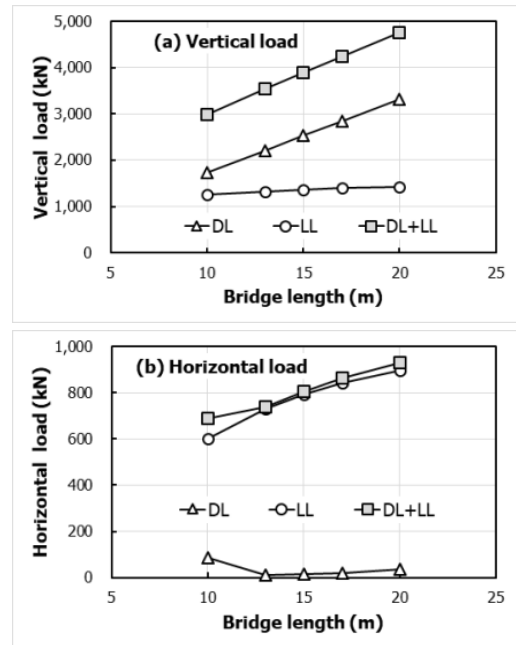 (a) Vertical load
Vertical load (kN)
5,000
4,000
3,000
2,000
1,000
0
DL LL DL+LL
5 10 15 20 25
Bridge length (m)
(b) Horizontal load
Horizontal load (kN)
1,000
800
600
400
200
0
DL LL DL+LL
5 10 15 20 25
Bridge length (m)